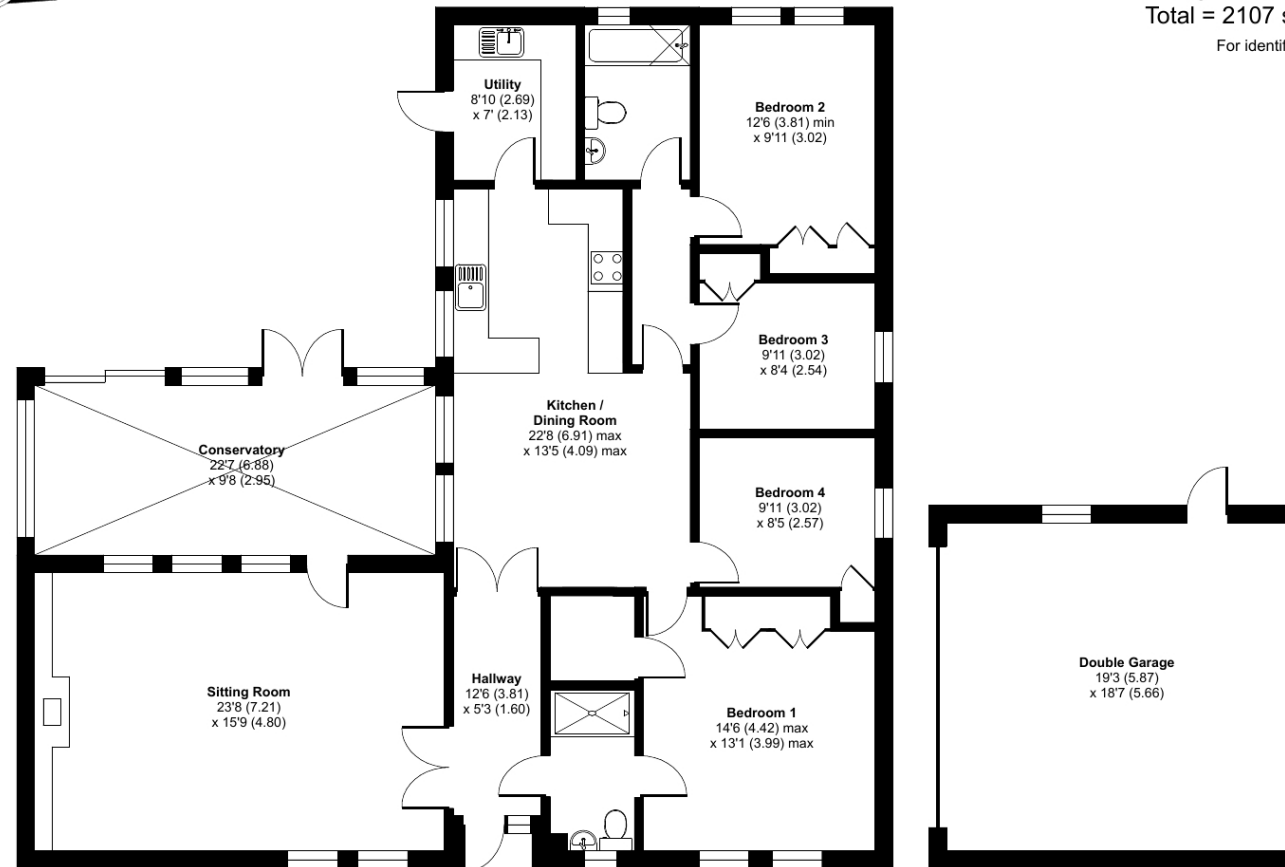 Total = 2107 s
For identif
Utility
8'10 (2.69)
x 7' (2.13)
Bedroom 2
12'6 (3.81) min
x 9'11 (3.02)
Bedroom 3
9'11 (3.02)
x 8'4 (2.54)
Kitchen /
Dining Room
22'8 (6.91) max
x 13'5 (4.09) max
Conservatory
22'7 (6.88)
x 9'8 (2.95)
Bedroom 4
9'11 (3.02)
x 8'5 (2.57)
Double Garage
19'3 (5.87)
x 18'7 (5.66)
Hallway
12'6 (3.81)
x 5'3 (1.60)
Sitting Room
23'8 (7.21)
x 15'9 (4.80)
Bedroom 1
14'6 (4.42) max
x 13'1 (3.99) max